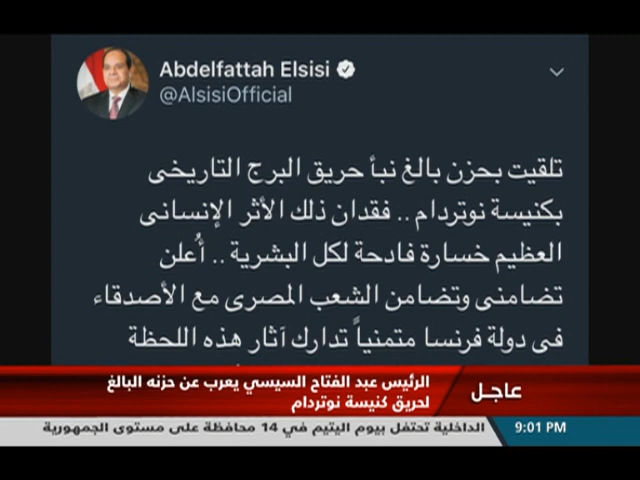 Abdelfattah Elsisi
@AlsisiOfficial
تلقيت بحزن بالغ نبأ حريق البرج التاريخى
بكنيسة نوتردام .. فقدان ذلك الأثر الإنسانى
العظيم خسارة فادحة لكل البشرية .. أُعلن
تضامنى وتضامن الشعب المصرى مع الأصدقاء
فى دولة فرنسا متمنياً تدارك آثار هذه اللحظة
عاجل
الرئيس عبد الفتاح السيسي يعرب عن حزنه البالغ
لحريق كنيسة نوتردام
9:01 PM
الداخلية تحتفل بيوم اليتيم في 14 محافظة على مستوى الجمهورية